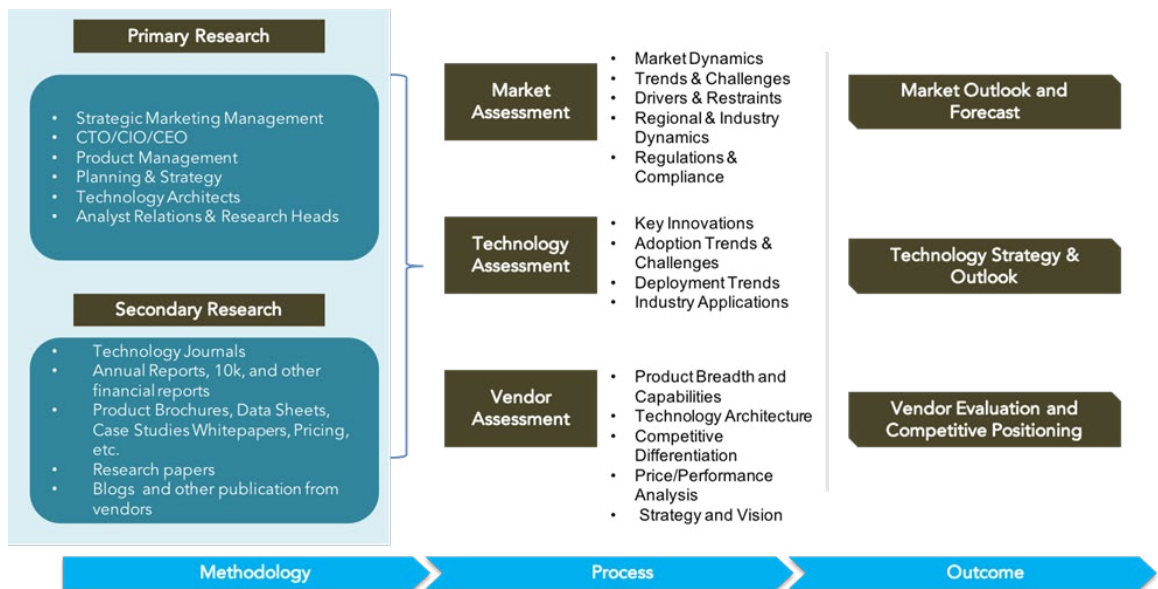 Primary Research
• Strategic Marketing Management
• CTO/CIO/CEO
• Product Management
• Planning & Strategy
• Technology Architects
• Analyst Relations & Research Heads
Secondary Research
• Technology Journals
• Annual Reports, 10k, and other
financial reports
• Product Brochures, Data Sheets,
Case Studies Whitepapers, Pricing,
etc.
• Research papers
• Blogs and other publication from
vendors
Market
Assessment
• Market Dynamics
• Trends & Challenges
• Drivers & Restraints
• Regional & Industry
Dynamics
• Regulations &
Compliance
Market Outlook and
Forecast
Technology
Assessment
• Key Innovations
• Adoption Trends &
Challenges
• Deployment Trends
• Industry Applications
Technology Strategy &
Outlook
Vendor
Assessment
• Product Breadth and
Capabilities
• Technology Architecture
• Competitive
Differentiation
• Price/Performance
Analysis
• Strategy and Vision
Vendor Evaluation and
Competitive Positioning
Methodology
Process
Outcome